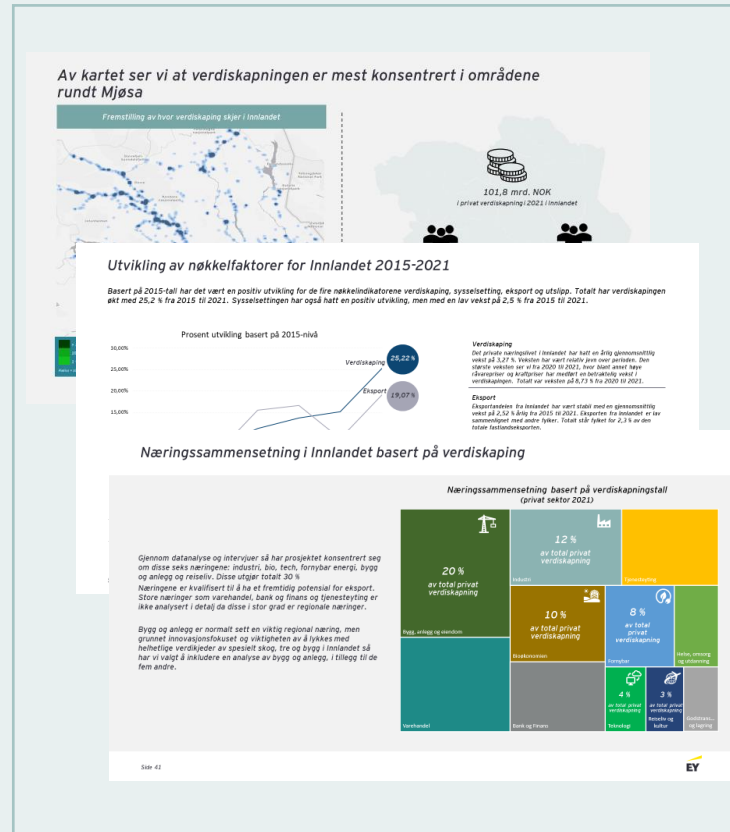 Av kartet ser vi at verdiskapningen er mest konsentrert i områdene
rundt Mjøsa
Fremstilling av hvor verdiskaping skjer i Innlandet
101,8 mrd. NOK
i privat verdiskapning i 2021 i Innlandet
Utvikling av nøkkelfaktorer for Innlandet 2015-2021
Basert på 2015-tall har det vært en positiv utvikling for de fire nøkkelindikatorene verdiskaping, sysselsetting, eksport og utslipp. Totalt har verdiskapingen
økt med 25,2 % fra 2015 til 2021. Sysselsettingen har også hatt en positiv utvikling, men med en lav vekst på 2,5 % fra 2015 til 2021.
Prosent utvikling basert på 2015-nivå
30,00%
25,00%
20,00%
15,00%
Verdiskaping
25,22 %
Eksport
19,07 %
Verdiskaping
Det private næringslivet i Innlandet har hatt en årlig gjennomsnittlig
vekst på 3,27 %. Veksten har vært relativ jevn over perioden. Den
største veksten ser vi fra 2020 til 2021, hvor blant annet høye
råvarepriser og kraftpriser har medført en betraktelig vekst i
verdiskapingen. Totalt var veksten på 8,73 % fra 2020 til 2021.
Eksport
Eksportandelen fra Innlandet har vært stabil med en gjennomsnittlig
vekst på 2,52 % årlig fra 2015 til 2021. Eksporten fra Innlandet er lav
sammenlignet med andre fylker. Totalt står fylket for 2,3 % av den
totale fastlandseksporten.
Næringssammensetning i Innlandet basert på verdiskaping
Gjennom datanalyse og intervjuer så har prosjektet konsentrert seg
om disse seks næringene: industri, bio, tech, fornybar energi, bygg
og anlegg og reiseliv. Disse utgjør totalt 30 %
Næringene er kvalifisert til å ha et fremtidig potensial for eksport.
Store næringer som varehandel, bank og finans og tjenesteyting er
ikke analysert i detalj da disse i stor grad er regionale næringer.
Bygg og anlegg er normalt sett en viktig regional næring, men
grunnet innovasjonsfokuset og viktigheten av å lykkes med
helhetlige verdikjeder av spesielt skog, tre og bygg i Innlandet så
har vi valgt å inkludere en analyse av bygg og anlegg, i tillegg til de
fem andre.
Næringssammensetning basert på verdiskapningstall
(privat sektor 2021)
20 %
av total privat
verdiskapning
Bygg, anlegg og eiendom
Varehandel
12 %
av total privat
verdiskapning
Industri
Tjenesteyting
10 %
av total privat
verdiskapning
Bioøkonomien
8 %
av total
privat
verdiskapning
Fornybar
Helse, omsorg
og utdanning
Bank og Finans
4 %
av total privat
verdiskapning
Teknologi
3 %
av total privat
verdiskapning
Reiseliv og
kultur
Godstrans...
og lagring
Side 41
EY